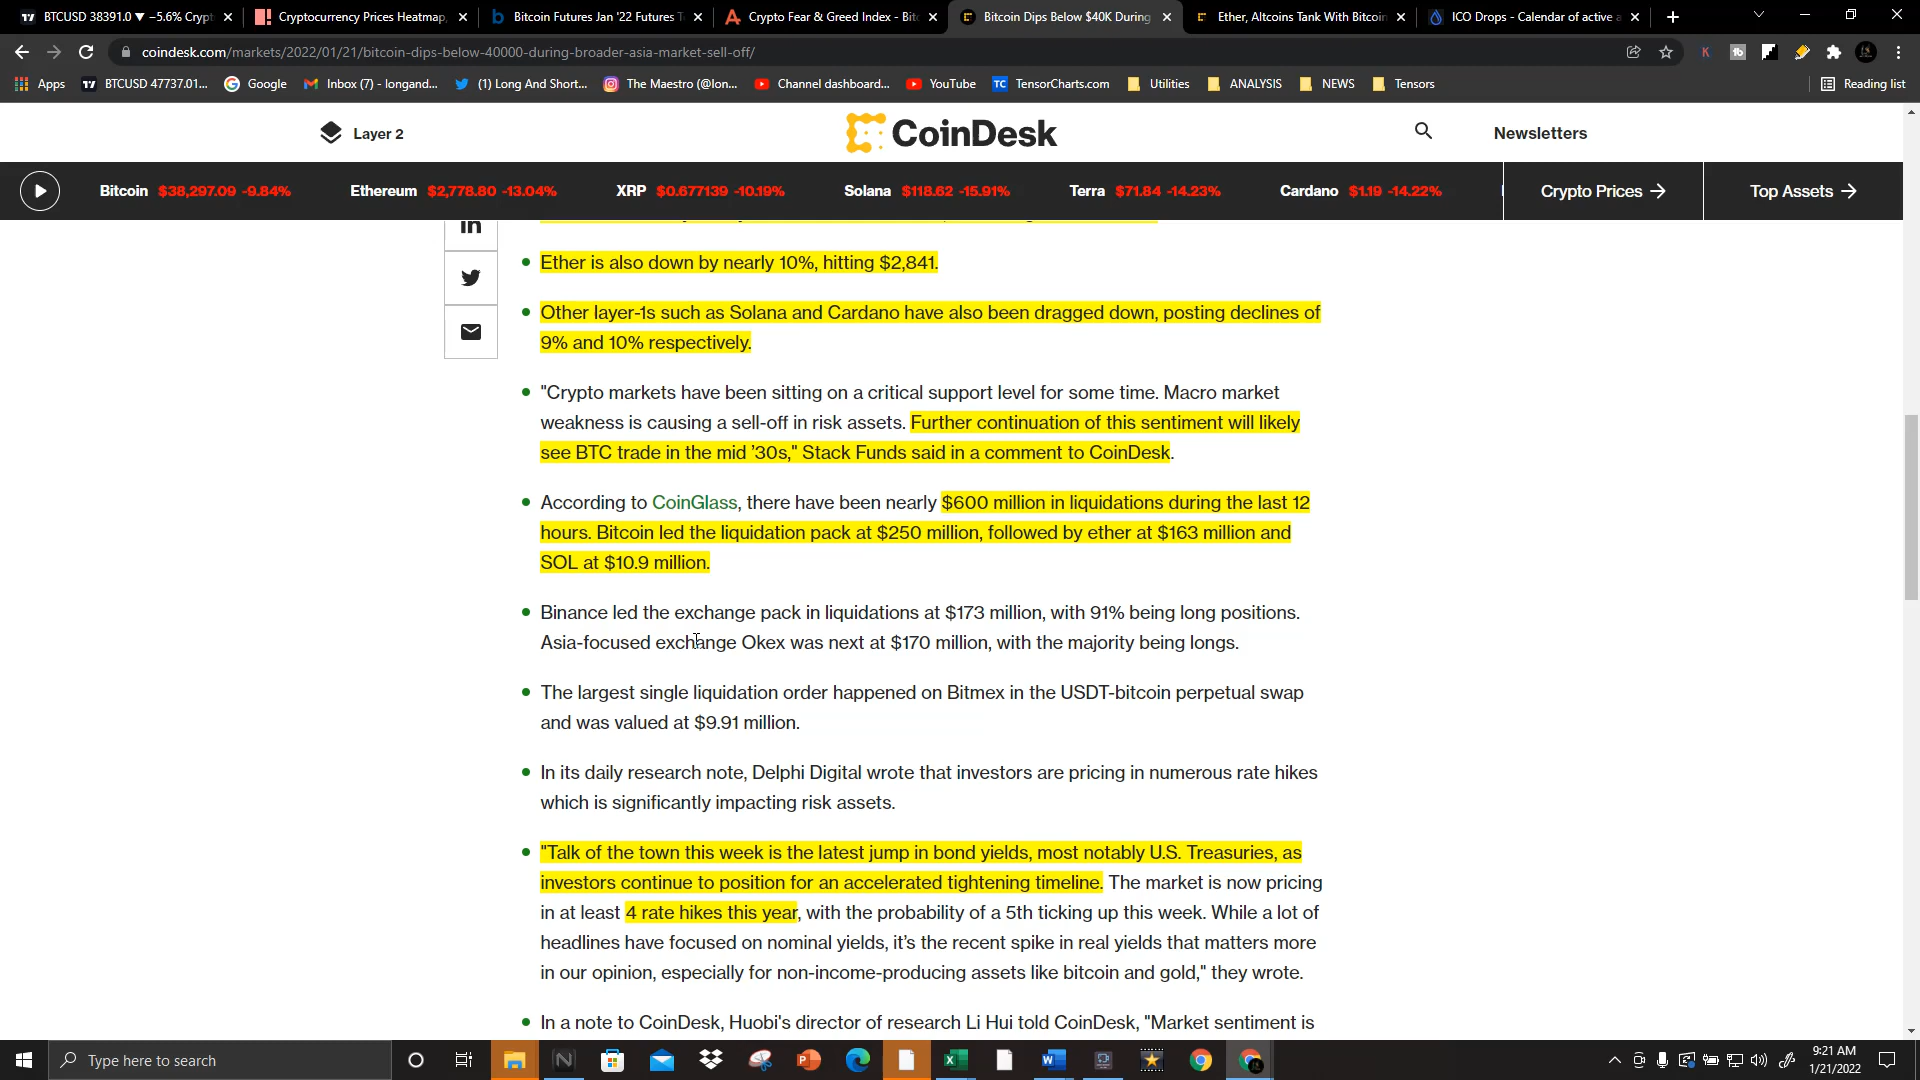 BTCUSD 38391.0 ▼ −5.6% Crypt
Cryptocurrency Prices Heatmap,
Bitcoin Futures Jan '22 Futures T
Crypto Fear & Greed Index - Bit
Bitcoin Dips Below $40K During
Ether, Altcoins Tank With Bitcoin
ICO Drops - Calendar of active a
coindesk.com/markets/2022/01/21/bitcoin-dips-below-40000-during-broader-asia-market-sell-off/
Apps
BTCUSD 47737.01...
Google
Inbox (7) - longand...
(1) Long And Short...
The Maestro (@lon...
Channel dashboard...
YouTube
TensorCharts.com
Utilities
ANALYSIS
NEWS
Tensors
Reading list
Layer 2
CoinDesk
Newsletters
Bitcoin $38,297.09 -9.84%
Ethereum $2,778.80 -13.04%
XRP $0.677139 -10.19%
Solana $118.62 -15.91%
Terra $71.84 -14.23%
Cardano $1.19 -14.22%
Crypto Prices →
Top Assets →
in
Ether is also down by nearly 10%, hitting $2,841.
Other layer-1s such as Solana and Cardano have also been dragged down, posting declines of
9% and 10% respectively.
"Crypto markets have been sitting on a critical support level for some time. Macro market
weakness is causing a sell-off in risk assets. Further continuation of this sentiment will likely
see BTC trade in the mid '30s," Stack Funds said in a comment to CoinDesk.
According to CoinGlass, there have been nearly $600 million in liquidations during the last 12
hours. Bitcoin led the liquidation pack at $250 million, followed by ether at $163 million and
SOL at $10.9 million.
Binance led the exchange pack in liquidations at $173 million, with 91% being long positions.
Asia-focused exchange Okex was next at $170 million, with the majority being longs.
The largest single liquidation order happened on Bitmex in the USDT-bitcoin perpetual swap
and was valued at $9.91 million.
In its daily research note, Delphi Digital wrote that investors are pricing in numerous rate hikes
which is significantly impacting risk assets.
"Talk of the town this week is the latest jump in bond yields, most notably U.S. Treasuries, as
investors continue to position for an accelerated tightening timeline. The market is now pricing
in at least 4 rate hikes this year, with the probability of a 5th ticking up this week. While a lot of
headlines have focused on nominal yields, it's the recent spike in real yields that matters more
in our opinion, especially for non-income-producing assets like bitcoin and gold," they wrote.
In a note to CoinDesk, Huobi's director of research Li Hui told CoinDesk, "Market sentiment is
Type here to search
9:21 AM
1/21/2022